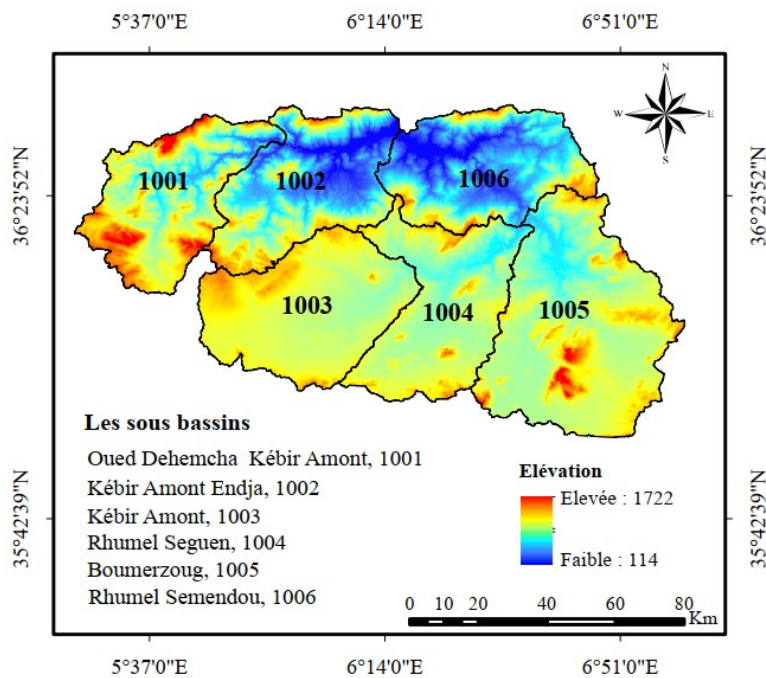 5°37'0"E
6°14'0"E
6°51'0"E
N
W
E
S
36°23'52"N
36°23'52"N
1001
1002
1006
1003
1004
1005
Les sous bassins
Oued Dehemcha Kébir Amont, 1001
Kébir Amont Endja, 1002
Kébir Amont, 1003
Rhumel Seguen, 1004
Boumerzoug, 1005
Rhumel Semendou, 1006
Elévation
Elevée : 1722
Faible : 114
35°42'39"N
35°42'39"N
0 10 20 40 60 80
Km
5°37'0"E
6°14'0"E
6°51'0"E